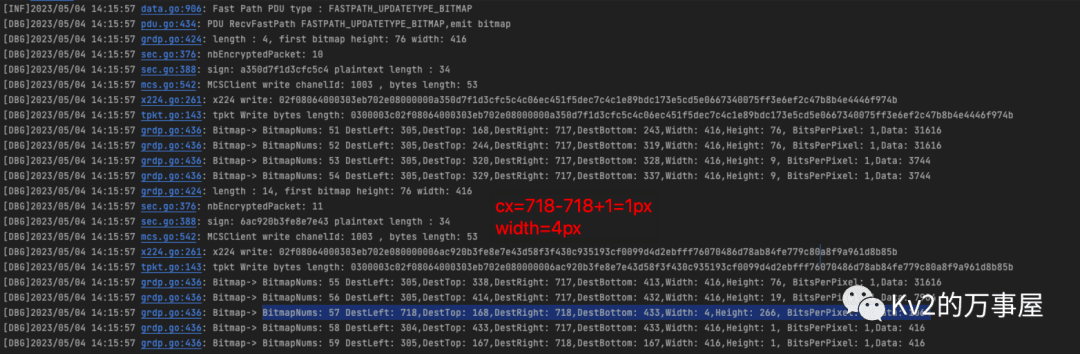 [INF]2023/05/04 14:15:57 data.go:906: Fast Path PDU type : FASTPATH_UPDATETYPE_BITMAP
[DBG]2023/05/04 14:15:57 pdu.go:434: PDU RecvFastPath FASTPATH_UPDATETYPE_BITMAP,emit bitmap
[DBG]2023/05/04 14:15:57 grdp.go:424: length : 4, first bitmap height: 76 width: 416
[DBG]2023/05/04 14:15:57 sec.go:376: nbEncryptedPacket: 10
[DBG]2023/05/04 14:15:57 sec.go:388: sign: a350d7f1d3cfc5c4 plaintext length : 34
[DBG]2023/05/04 14:15:57 mcs.go:542: MCSClient write chanelId: 1003 , bytes length: 53
[DBG]2023/05/04 14:15:57 x224.go:261: x224 write: 02f08064000303eb702e08000000a350d7f1d3cfc5c4c06ec451f5dec7c4c1e89bdc173e5cd5e0667340075ff3e6ef2c47b8b4e4446f974b
[DBG]2023/05/04 14:15:57 tpkt.go:143: tpkt Write bytes length: 0300003c02f08064000303eb702e08000000a350d7f1d3cfc5c4c06ec451f5dec7c4c1e89bdc173e5cd5e0667340075ff3e6ef2c47b8b4e4446f974b
[DBG]2023/05/04 14:15:57 grdp.go:436: Bitmap-> BitmapNums: 51 DestLeft: 305,DestTop: 168,DestRight: 717,DestBottom: 243,Width: 416,Height: 76, BitsPerPixel: 1,Data: 31616
[DBG]2023/05/04 14:15:57 grdp.go:436: Bitmap-> BitmapNums: 52 DestLeft: 305,DestTop: 244,DestRight: 717,DestBottom: 319,Width: 416,Height: 76, BitsPerPixel: 1,Data: 31616
[DBG]2023/05/04 14:15:57 grdp.go:436: Bitmap-> BitmapNums: 53 DestLeft: 305,DestTop: 320,DestRight: 717,DestBottom: 328,Width: 416,Height: 9, BitsPerPixel: 1,Data: 3744
[DBG]2023/05/04 14:15:57 grdp.go:436: Bitmap-> BitmapNums: 54 DestLeft: 305,DestTop: 329,DestRight: 717,DestBottom: 337,Width: 416,Height: 9, BitsPerPixel: 1,Data: 3744
[DBG]2023/05/04 14:15:57 grdp.go:424: length : 14, first bitmap height: 76 width: 416
[DBG]2023/05/04 14:15:57 sec.go:376: nbEncryptedPacket: 11
cx=718-718+1=1px
[DBG]2023/05/04 14:15:57 sec.go:388: sign: 6ac920b3fe8e7e43 plaintext length : 34
width=4px
[DBG]2023/05/04 14:15:57 mcs.go:542: MCSClient write chanelId: 1003 , bytes length: 53
[DBG]2023/05/04 14:15:57 x224.go:261: x224 write: 02f08064000303eb702e080000006ac920b3fe8e7e43d58f3f430c935193cf0099d4d2ebfff76070486d78ab84fe779c80a8f9a961d8b85b
[DBG]2023/05/04 14:15:57 tpkt.go:143: tpkt Write bytes length: 0300003c02f08064000303eb702e080000006ac920b3fe8e7e43d58f3f430c935193cf0099d4d2ebfff76070486d78ab84fe779c80a8f9a961d8b85b
[DBG]2023/05/04 14:15:57 grdp.go:436: Bitmap-> BitmapNums: 55 DestLeft: 305,DestTop: 338,DestRight: 717,DestBottom: 413,Width: 416,Height: 76, BitsPerPixel: 1,Data: 31616
[DBG]2023/05/04 14:15:57 grdp.go:436: Bitmap-> BitmapNums: 56 DestLeft: 305,DestTop: 414,DestRight: 717,DestBottom: 432,Width: 416,Height: 19, BitsPerPixel: 1,Data:
[DBG]2023/05/04 14:15:57 grdp.go:436: Bitmap-> BitmapNums: 57 DestLeft: 718,DestTop: 168,DestRight: 718,DestBottom: 433,Width: 4,Height: 266, BitsPerPixel:
[DBG]2023/05/04 14:15:57 grdp.go:436: Bitmap-> BitmapNums: 58 DestLeft: 304,DestTop: 433,DestRight: 717,DestBottom: 433,Width: 416,Height: 1, BitsPerPixel: 1,Data: 416
[DBG]2023/05/04 14:15:57 grdp.go:436: Bitmap-> BitmapNums: 59 DestLeft: 305,DestTop: 167,DestRight: 718,DestBottom: 167,Width: 416,Height: 1, BitsPerPixel: 1,Data: 416
Kv2的万事屋